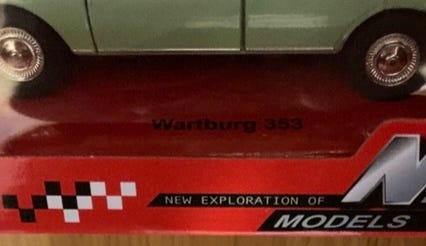 Wartburg 353
NEW EXPLORATION OF
MODELS